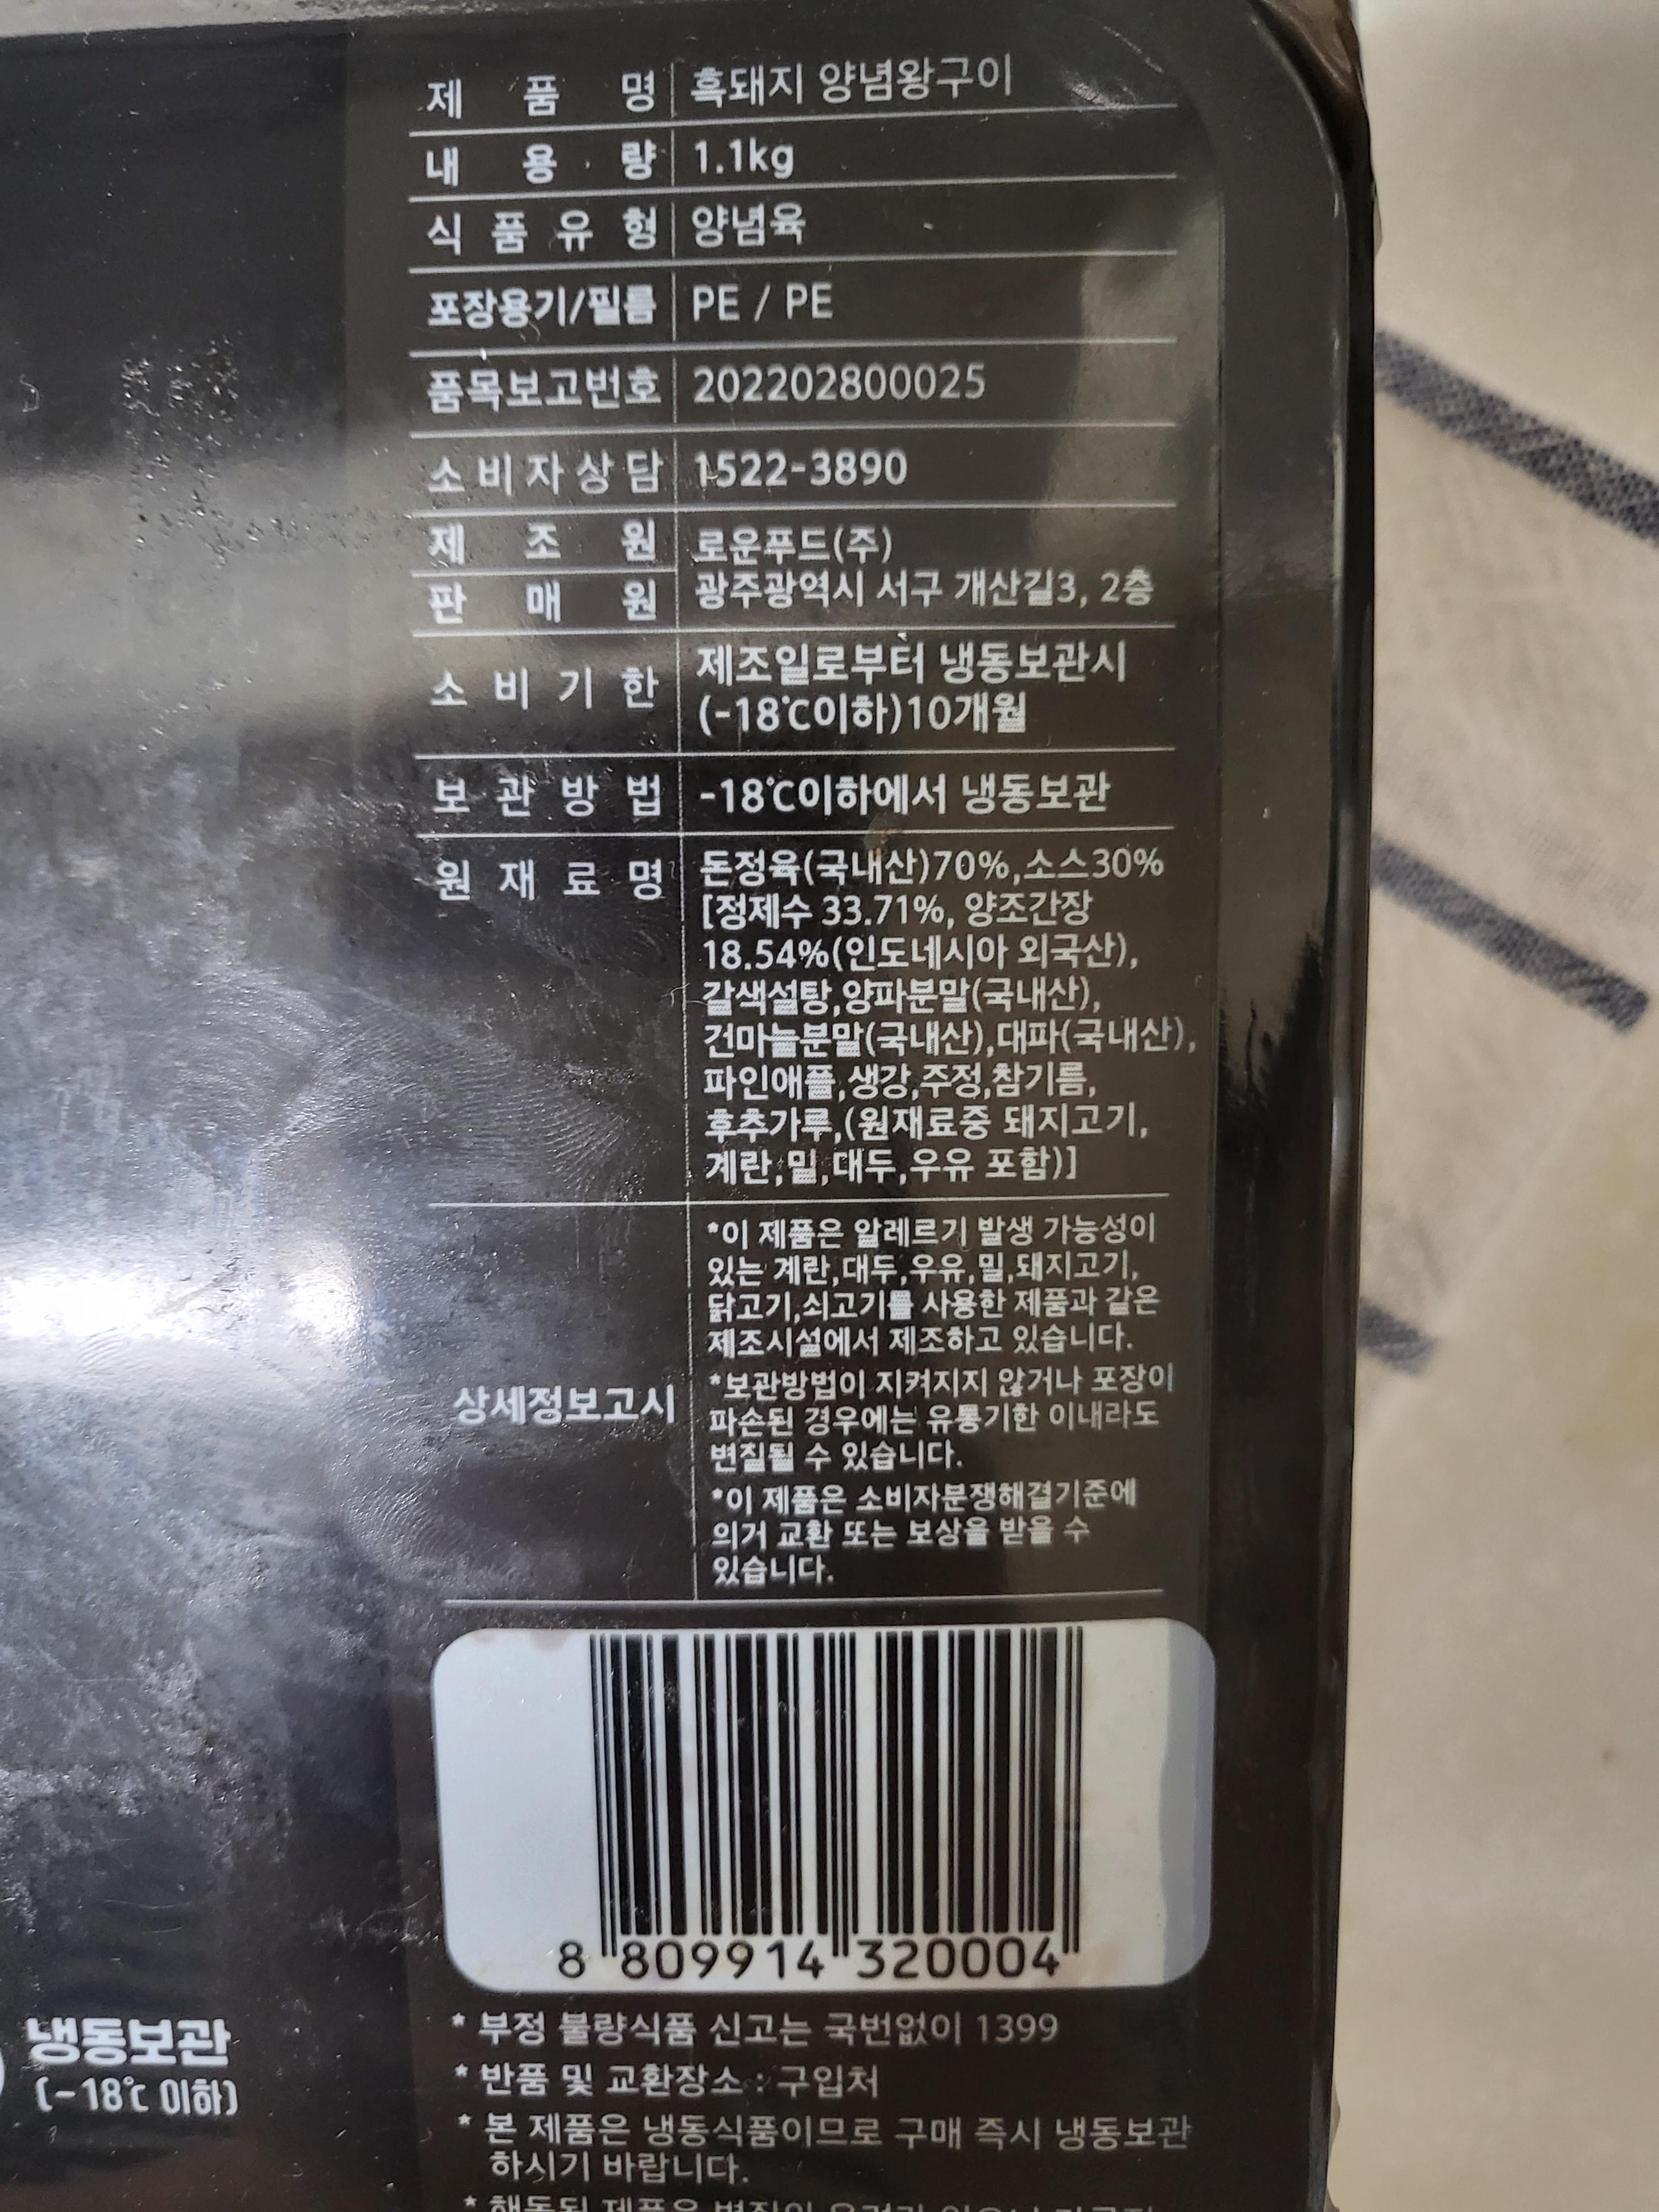 제 품 명 흑돼지 양념왕구이
내 용 량 1.1kg
식 품 유 형 양념육
포장용기/필름 PE / PE
품목보고번호 202202800025
소비자상담 1522-3890
제 조 원 로운푸드(주)
판 매 원 광주광역시 서구 개산길3, 2층
소 비 기 한 제조일로부터 냉동보관시
(-18℃이하)10개월
보 관 방 법 -18℃이하에서 냉동보관
원 재 료 명 돈정육(국내산)70%,소스30%
[정제수 33.71%, 양조간장
18.54%(인도네시아 외국산),
갈색설탕,양파분말(국내산),
건마늘분말(국내산),대파(국내산),
파인애플,생강,주정,참기름,
후추가루,(원재료중 돼지고기,
계란,밀,대두,우유 포함)]
상세정보고시
*이 제품은 알레르기 발생 가능성이
있는 계란,대두,우유,밀,돼지고기,
닭고기,쇠고기를 사용한 제품과 같은
제조시설에서 제조하고 있습니다.
*보관방법이 지켜지지 않거나 포장이
파손된 경우에는 유통기한 이내라도
변질될 수 있습니다.
*이 제품은 소비자분쟁해결기준에
의거 교환 또는 보상을 받을 수
있습니다.
8 809914 320004
* 부정 불량식품 신고는 국번없이 1399
* 반품 및 교환장소 : 구입처
* 본 제품은 냉동식품이므로 구매 즉시 냉동보관
하시기 바랍니다.
냉동보관
(-18℃ 이하)
* 해동된 제품은